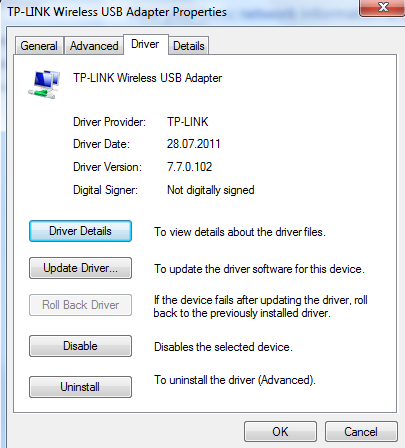 TP-LINK Wireless USB Adapter Properties
General Advanced Driver Details
TP-LINK Wireless USB Adapter
Driver Provider: TP-LINK
Driver Date: 28.07.2011
Driver Version: 7.7.0.102
Digital Signer: Not digitally signed
Driver Details To view details about the driver files.
Update Driver... To update the driver software for this device.
Roll Back Driver If the device fails after updating the driver, roll
back to the previously installed driver.
Disable Disables the selected device.
Uninstall To uninstall the driver (Advanced).
OK Cancel